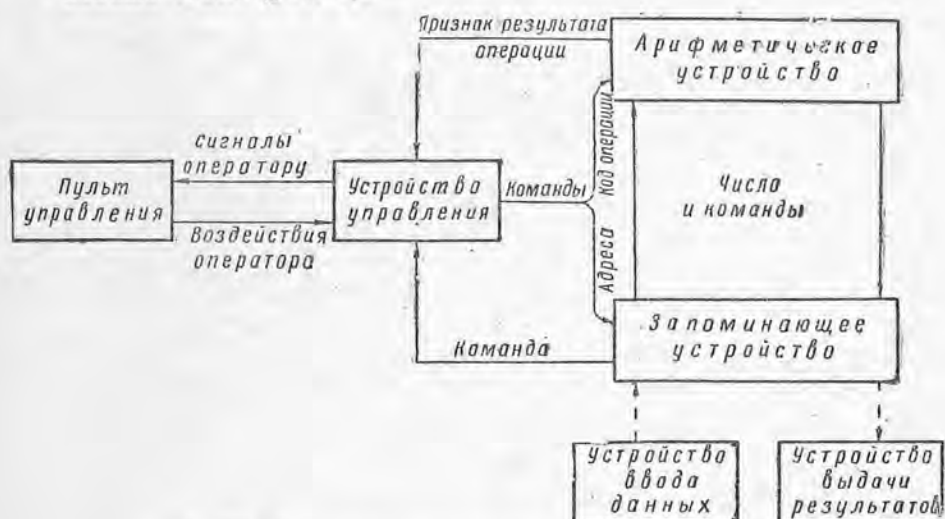 Признак результата
операции
Арифметическое
устройство
Код операции
Сигналы
оператору
Пульт
управления
Устройство
управления
Команды
Число
и команды
Воздействия
оператора
Адреса
Запоминающее
устройство
Команда
Устройство
ввода
данных
Устройство
выдачи
результатов